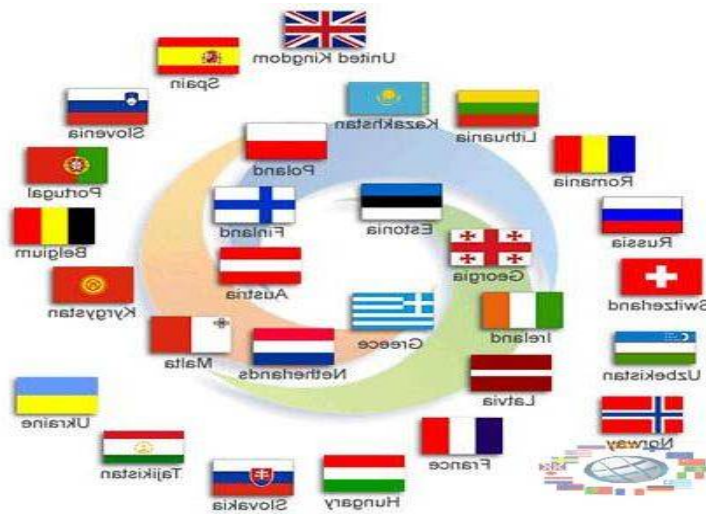 United Kingdom
Spain
Kazakhstan
Slovenia
Lithuania
Poland
Romania
Portugal
Finland
Estonia
Russia
Belgium
Georgia
Austria
Switzerland
Kyrgystan
Greece
Ireland
Malta
Netherlands
Uzbekistan
Latvia
Ukraine
France
Norway
Tajikistan
Slovakia
Hungary